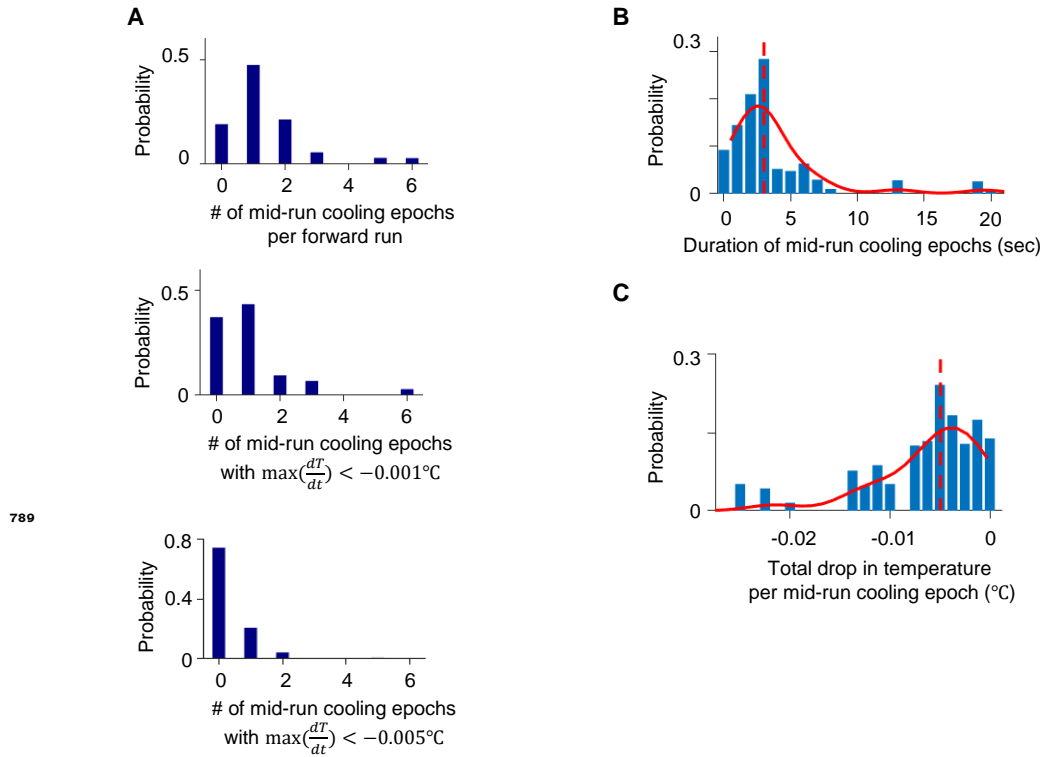 A
0.5
Probability
0
0 2 4 6
# of mid-run cooling epochs
per forward run
0.5
Probability
0
0 2 4 6
# of mid-run cooling epochs
with max(dT/dt) < −0.001℃
789
0.8
0.4
Probability
0
0 2 4 6
# of mid-run cooling epochs
with max(dT/dt) < −0.005℃
B
0.3
Probability
0
0 5 10 15 20
Duration of mid-run cooling epochs (sec)
C
0.3
Probability
0
-0.02 -0.01 0
Total drop in temperature
per mid-run cooling epoch (℃)